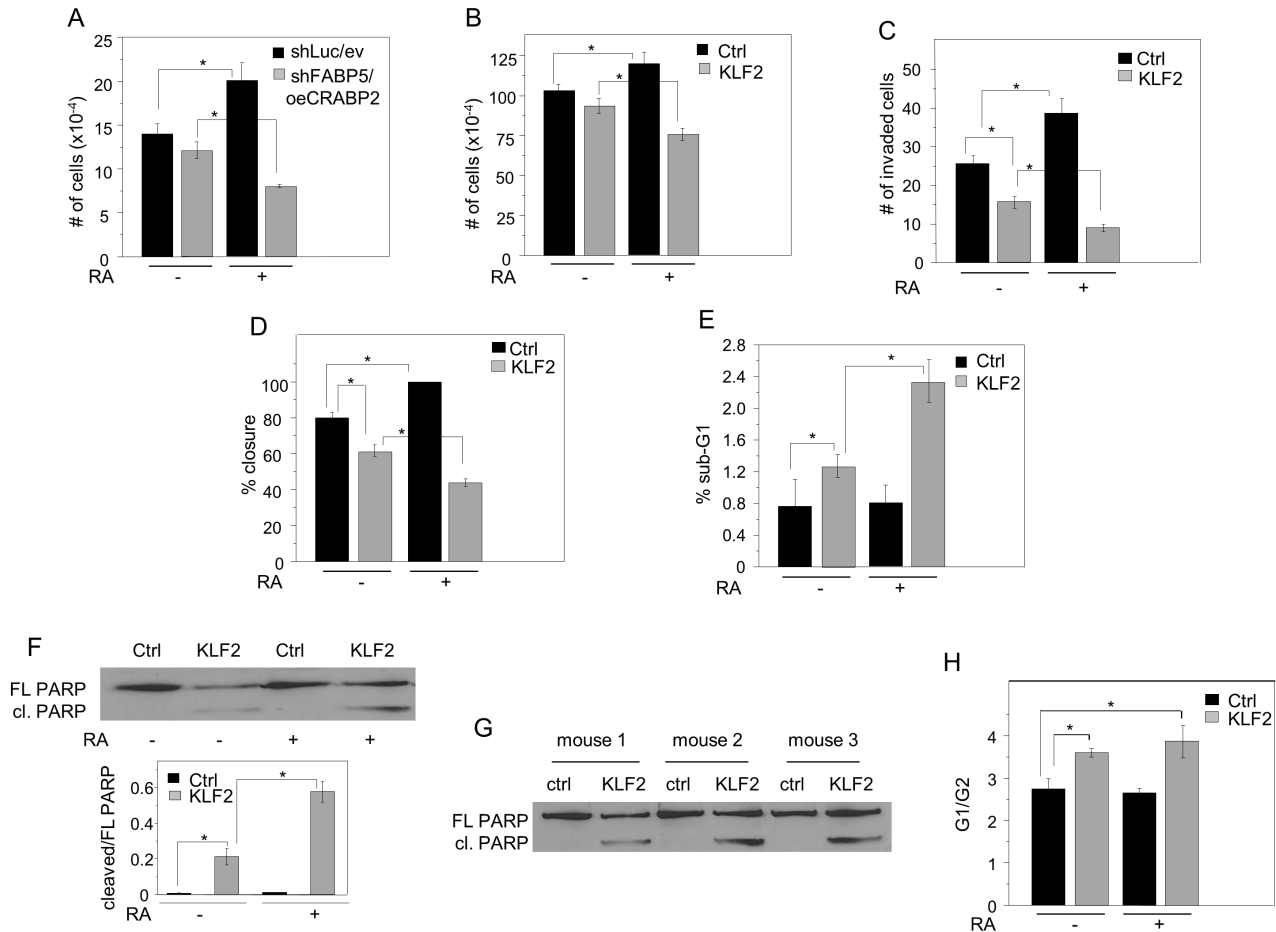 A
25
20
15
10
5
0
# of cells (x10-4)
shLuc/ev
shFABP5/
oeCRABP2
*
*
RA
-
+
B
125
100
75
50
25
0
# of cells (x10-4)
Ctrl
KLF2
*
*
RA
-
+
C
50
40
30
20
10
0
# of invaded cells
Ctrl
KLF2
*
*
*
RA
-
+
D
100
80
60
40
20
0
% closure
Ctrl
KLF2
*
*
*
RA
-
+
E
2.8
2.4
2.0
1.6
1.2
0.8
0.4
0
% sub-G1
Ctrl
KLF2
*
*
RA
-
+
F
Ctrl KLF2 Ctrl KLF2
FL PARP
cl. PARP
RA - - + +
0.6
0.4
0.2
0
cleaved/FL PARP
Ctrl
KLF2
*
*
RA
-
+
G
mouse 1 mouse 2 mouse 3
ctrl KLF2 ctrl KLF2 ctrl KLF2
FL PARP
cl. PARP
H
4
3
2
1
0
G1/G2
Ctrl
KLF2
*
*
RA
-
+